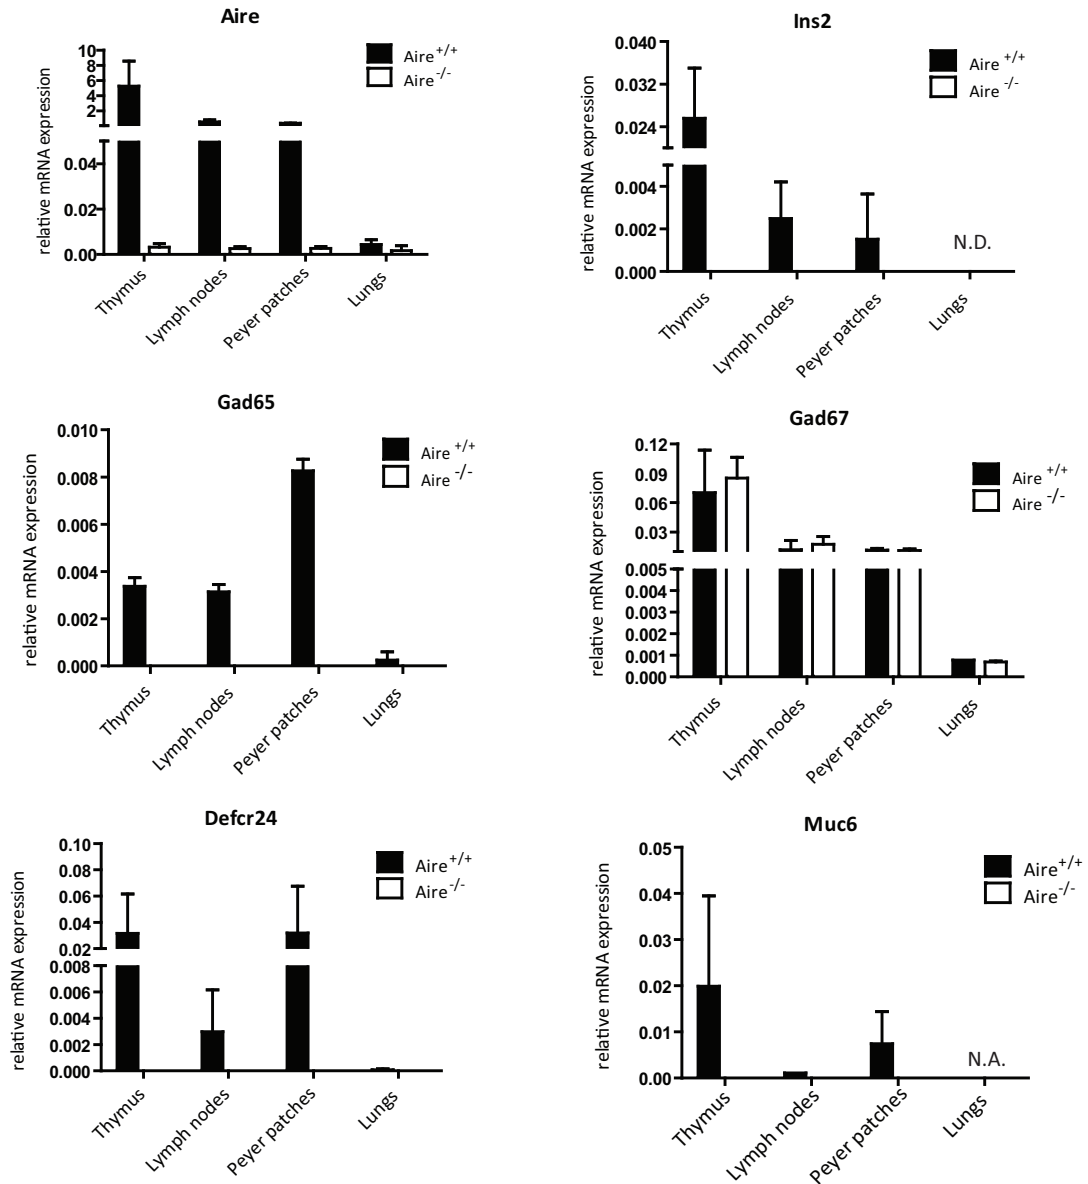 Aire
relative mRNA expression
10
8
6
4
2
0.04
0.02
0.00
Aire+/+
Aire-/-
Thymus
Lymph nodes
Peyer patches
Lungs
Ins2
relative mRNA expression
0.040
0.032
0.024
0.004
0.002
0.000
Aire +/+
Aire -/-
N.D.
Thymus
Lymph nodes
Peyer patches
Lungs
Gad65
relative mRNA expression
0.010
0.008
0.006
0.004
0.002
0.000
Aire +/+
Aire -/-
Thymus
Lymph nodes
Peyer patches
Lungs
Gad67
relative mRNA expression
0.12
0.09
0.06
0.03
0.005
0.004
0.003
0.002
0.001
0.000
Aire +/+
Aire -/-
Thymus
Lymph nodes
Peyer patches
Lungs
Defcr24
relative mRNA expression
0.10
0.08
0.06
0.04
0.02
0.008
0.006
0.004
0.002
0.000
Aire+/+
Aire-/-
Thymus
Lymph nodes
Peyer patches
Lungs
Muc6
relative mRNA expression
0.05
0.04
0.03
0.02
0.01
0.00
Aire+/+
Aire-/-
N.A.
Thymus
Lymph nodes
Peyer patches
Lungs